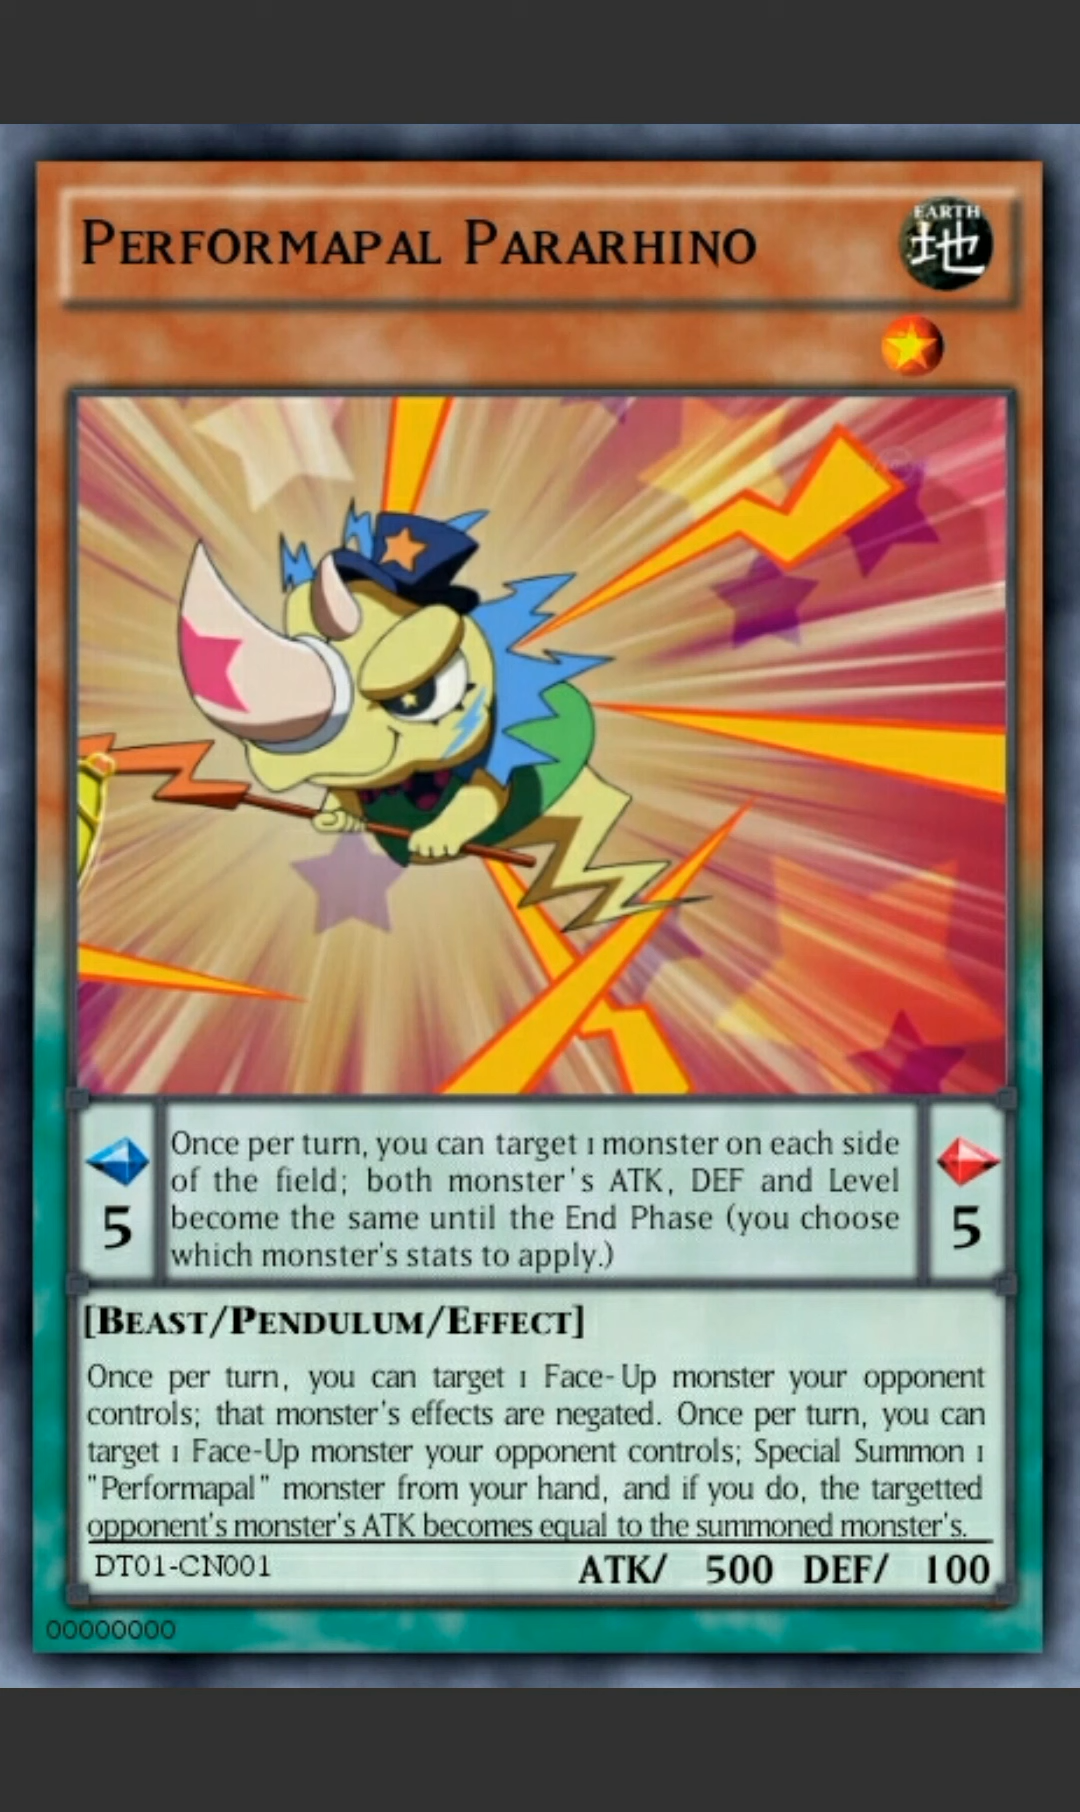 PERFORMAPAL PARARHINO
EARTH
地
Once per turn, you can target 1 monster on each side
of the field; both monster's ATK, DEF and Level
become the same until the End Phase (you choose
which monster's stats to apply.)
5
5
[BEAST/PENDULUM/EFFECT]
Once per turn, you can target 1 Face-Up monster your opponent
controls; that monster's effects are negated. Once per turn, you can
target 1 Face-Up monster your opponent controls; Special Summon 1
"Performapal" monster from your hand, and if you do, the targetted
opponent's monster's ATK becomes equal to the summoned monster's.
DT01-CN001
ATK/ 500 DEF/ 100
00000000